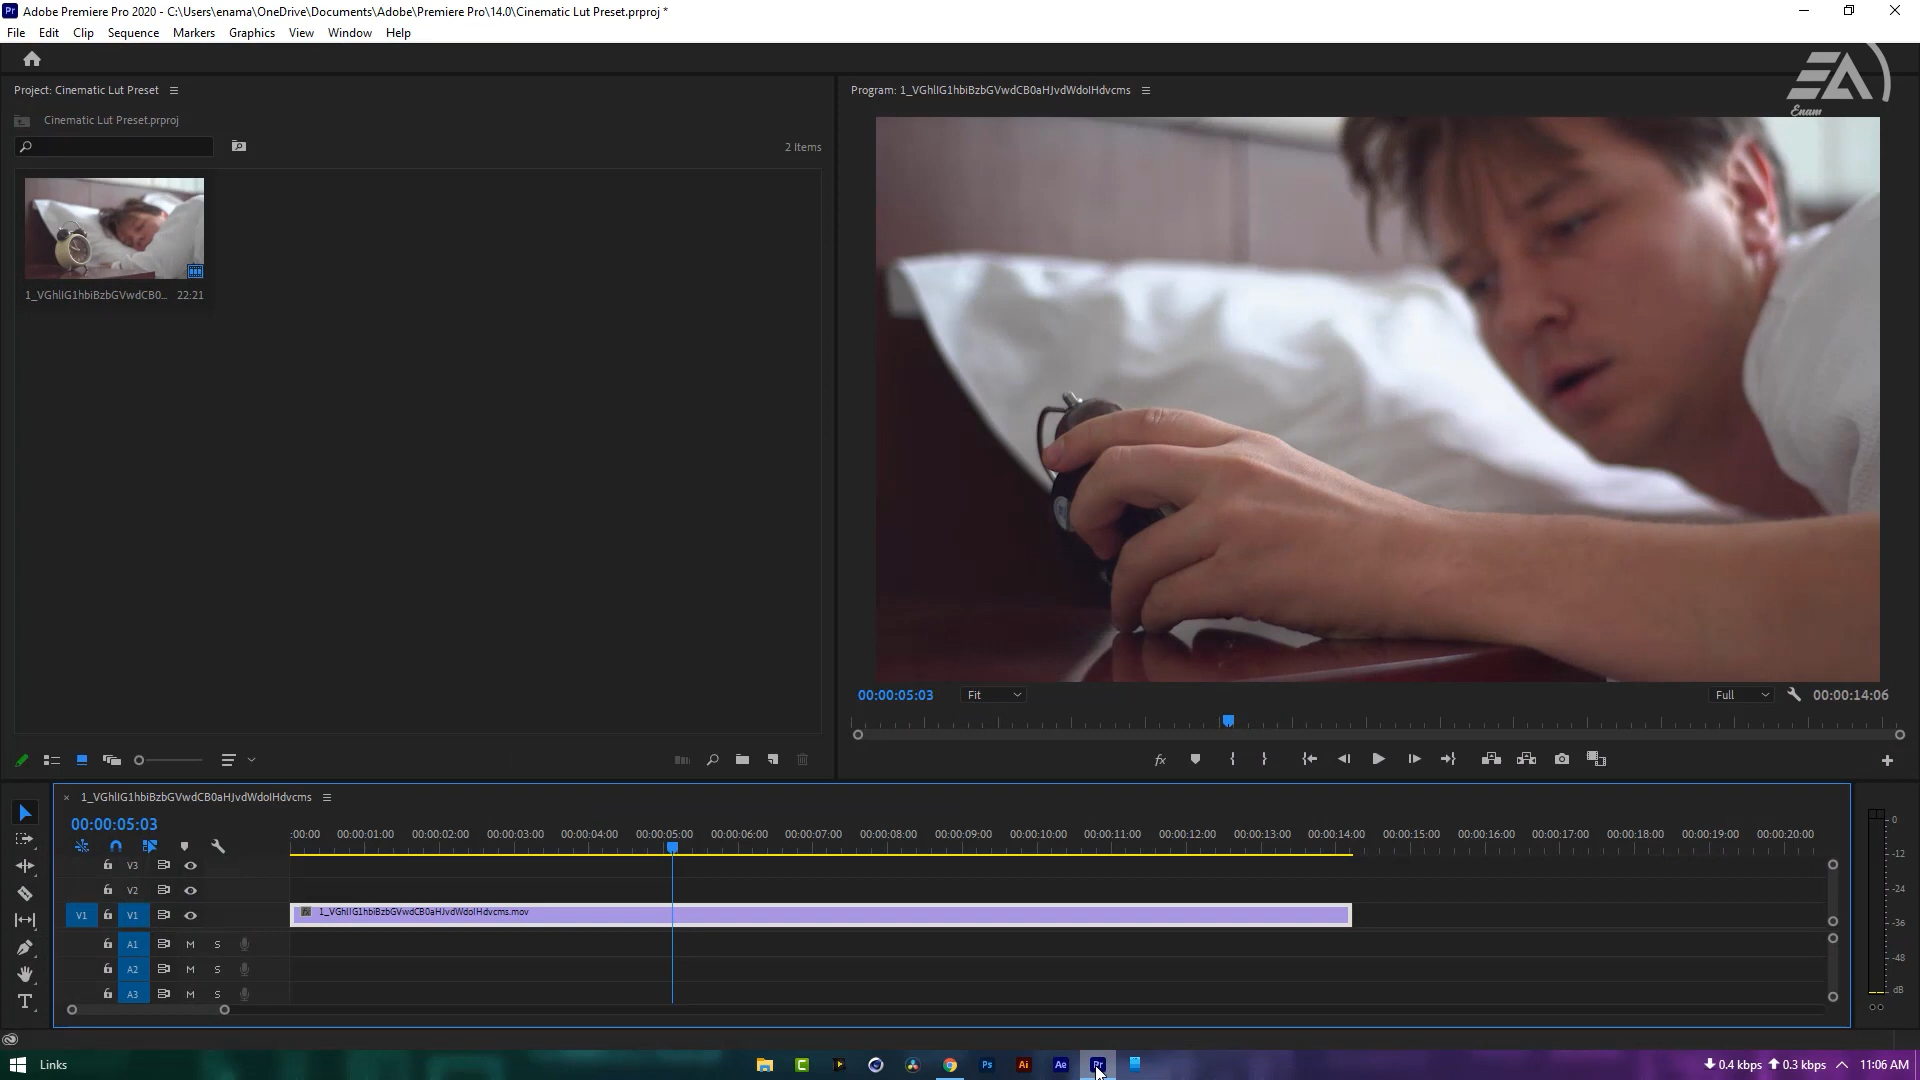 Adobe Premiere Pro 2020 - C:\Users\enama\OneDrive\Documents\Adobe\Premiere Pro\14.0\Cinematic Lut Preset.prproj *
File Edit Clip Sequence Markers Graphics View Window Help
EA
Enam
Project: Cinematic Lut Preset
Program: 1_VGhlIG1hbiBzbGVwdCB0aHJvdWdoIHdvcms
Cinematic Lut Preset.prproj
2 Items
1_VGhlIG1hbiBzbGVwdCB0... 22:21
00:00:05:03 Fit Full 00:00:14:06
fx
1_VGhlIG1hbiBzbGVwdCB0aHJvdWdoIHdvcms
00:00:05:03
:00:00 00:00:01:00 00:00:02:00 00:00:03:00 00:00:04:00 00:00:05:00 00:00:06:00 00:00:07:00 00:00:08:00 00:00:09:00 00:00:10:00 00:00:11:00 00:00:12:00 00:00:13:00 00:00:14:00 00:00:15:00 00:00:16:00 00:00:17:00 00:00:18:00 00:00:19:00 00:00:20:00
V3
V2
V1 V1 fx 1_VGhlIG1hbiBzbGVwdCB0aHJvdWdoIHdvcms.mov
A1 M S
A2 M S
A3 M S
0
-12
-24
-36
-48
dB
Links Ps Ai Ae Pr 0.4 kbps 0.3 kbps 11:06 AM